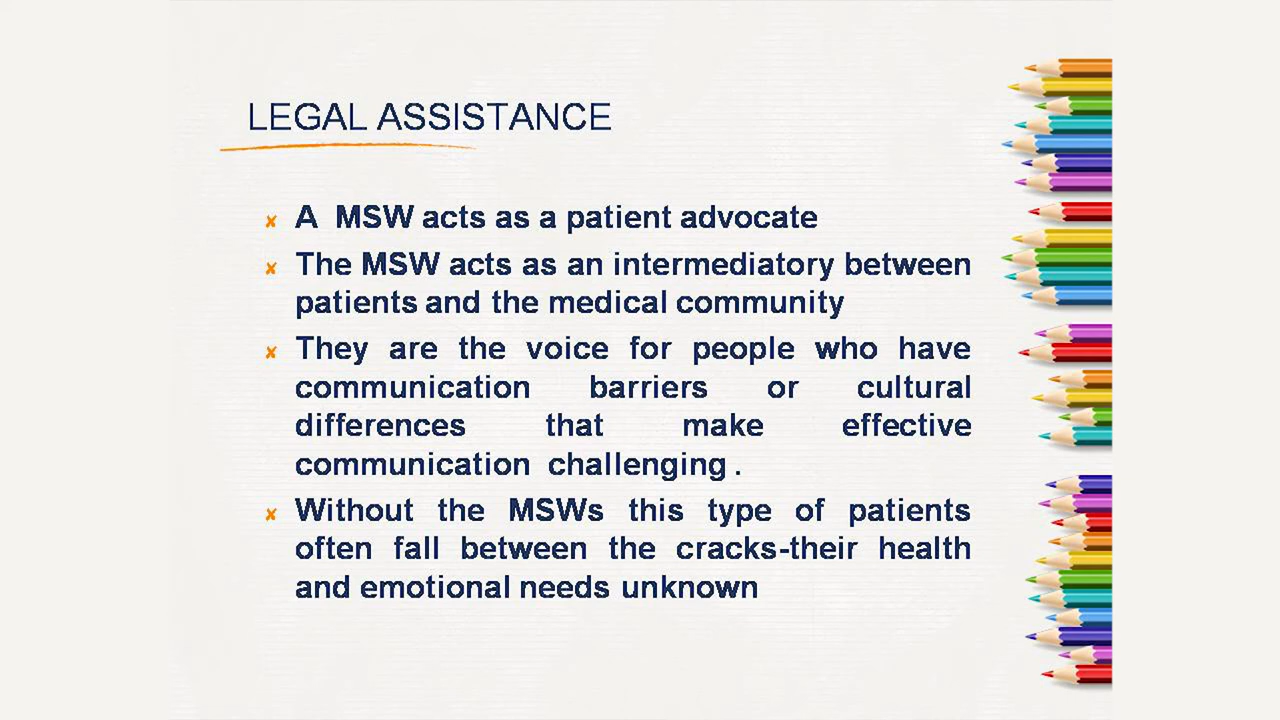 LEGAL ASSISTANCE
✘ A MSW acts as a patient advocate
✘ The MSW acts as an intermediatory between
patients and the medical community
✘ They are the voice for people who have
communication barriers or cultural
differences that make effective
communication challenging .
✘ Without the MSWs this type of patients
often fall between the cracks-their health
and emotional needs unknown